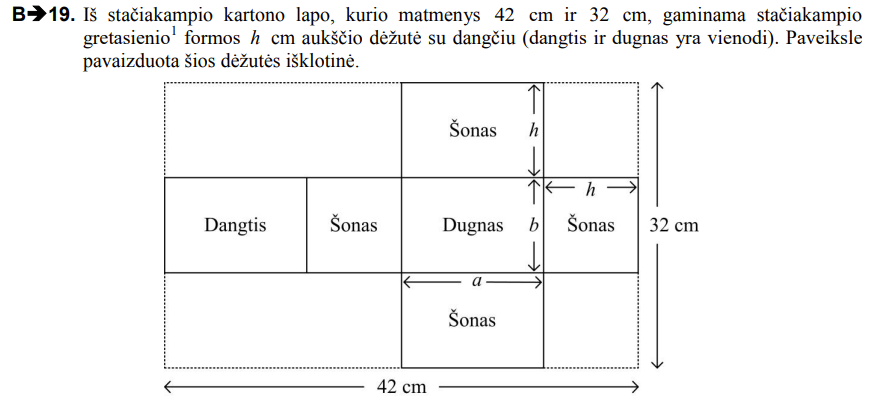 B➔19. Iš stačiakampio kartono lapo, kurio matmenys 42 cm ir 32 cm, gaminama stačiakampio
gretasienio¹ formos h cm aukščio dėžutė su dangčiu (dangtis ir dugnas yra vienodi). Paveiksle
pavaizduota šios dėžutės išklotinė.
Šonas h
h
Dangtis Šonas Dugnas b Šonas 32 cm
a
Šonas
42 cm